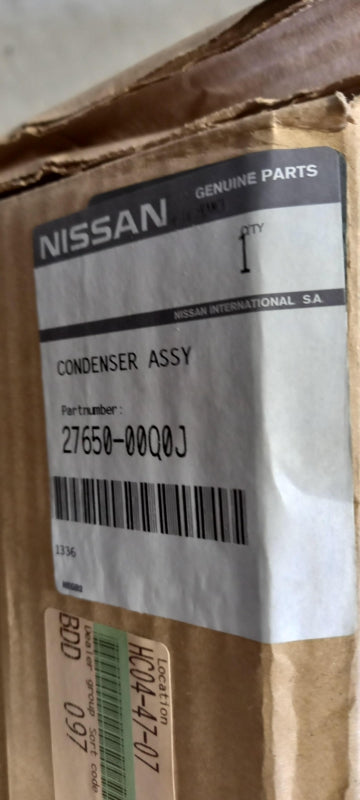 NISSAN GENUINE PARTS
QTY
1
NISSAN INTERNATIONAL S.A.
CONDENSER ASSY
Partnumber:
27650-00Q0J
1336
Location
HC04-47-07
Dealer group Sort code
BDD 097